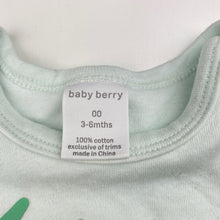 baby berry
00
3-6mths
100% cotton
exclusive of trims
made in China